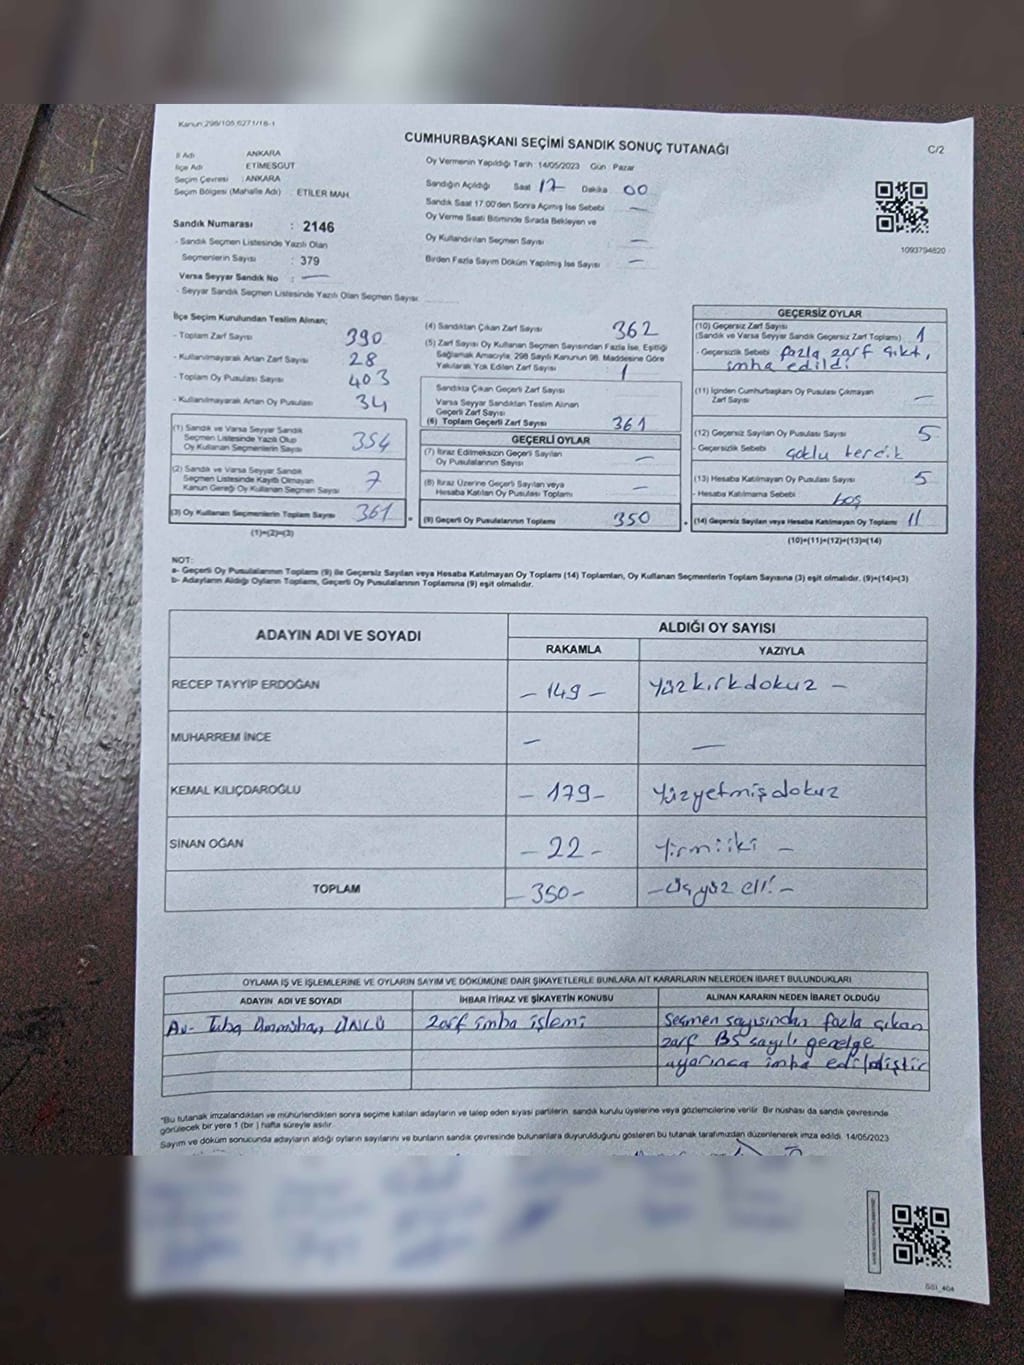 Kanun 298/105.6271/18-1
CUMHURBAŞKANI SEÇİMİ SANDIK SONUÇ TUTANAĞI
C/2
İl Adı ANKARA
İlçe Adı ETİMESGUT
Seçim Çevresi : ANKARA
Seçim Bölgesi (Mahalle Adı) : ETİLER MAH.
Oy Vermenin Yapıldığı Tarih : 14/05/2023 Gün : Pazar
Sandığın Açıldığı Saat 17 Dakika 00
Sandık Saat 17:00'den Sonra Açılmış İse Sebebi —
Oy Verme Saati Bitiminde Sırada Bekleyen ve
Oy Kullandırılan Seçmen Sayısı —
Birden Fazla Sayım Döküm Yapılmış İse Sayısı —
1093794820
Sandık Numarası : 2146
- Sandık Seçmen Listesinde Yazılı Olan
Seçmenlerin Sayısı : 379
Varsa Seyyar Sandık No : —
- Seyyar Sandık Seçmen Listesinde Yazılı Olan Seçmen Sayısı
İlçe Seçim Kurulundan Teslim Alınan;
- Toplam Zarf Sayısı 390
- Kullanılmayarak Artan Zarf Sayısı 28
- Toplam Oy Pusulası Sayısı 403
- Kullanılmayarak Artan Oy Pusulası 34
(1) Sandık ve Varsa Seyyar Sandık
Seçmen Listesinde Yazılı Olup
Oy Kullanan Seçmenlerin Sayısı 354
(2) Sandık ve Varsa Seyyar Sandık
Seçmen Listesinde Kayıtlı Olmayan
Kanun Gereği Oy Kullanan Seçmen Sayısı 7
(3) Oy Kullanan Seçmenlerin Toplam Sayısı 361
(1)+(2)=(3)
(4) Sandıktan Çıkan Zarf Sayısı 362
(5) Zarf Sayısı Oy Kullanan Seçmen Sayısından Fazla İse, Eşitliği
Sağlamak Amacıyla, 298 Sayılı Kanunun 98. Maddesine Göre
Yakılarak Yok Edilen Zarf Sayısı 1
Sandıkta Çıkan Geçerli Zarf Sayısı
Varsa Seyyar Sandıktan Teslim Alınan
Geçerli Zarf Sayısı
(6) Toplam Geçerli Zarf Sayısı 361
GEÇERLİ OYLAR
(7) İtiraz Edilmeksizin Geçerli Sayılan
Oy Pusulalarının Sayısı —
(8) İtiraz Üzerine Geçerli Sayılan veya
Hesaba Katılan Oy Pusulası Toplamı —
= (9) Geçerli Oy Pusulalarının Toplamı 350
GEÇERSİZ OYLAR
(10) Geçersiz Zarf Sayısı
(Sandık ve Varsa Seyyar Sandık Geçersiz Zarf Toplamı) 1
- Geçersizlik Sebebi fazla zarf çıktı,
imha edildi
(11) İçinden Cumhurbaşkanı Oy Pusulası Çıkmayan
Zarf Sayısı —
(12) Geçersiz Sayılan Oy Pusulası Sayısı 5
- Geçersizlik Sebebi çoklu tercik
(13) Hesaba Katılmayan Oy Pusulası Sayısı 5
- Hesaba Katılmama Sebebi boş
+ (14) Geçersiz Sayılan veya Hesaba Katılmayan Oy Toplamı 11
(10)+(11)+(12)+(13)=(14)
NOT:
a- Geçerli Oy Pusulalarının Toplamı (9) ile Geçersiz Sayılan veya Hesaba Katılmayan Oy Toplamı (14) Toplamları, Oy Kullanan Seçmenlerin Toplam Sayısına (3) eşit olmalıdır. (9)+(14)=(3)
b- Adayların Aldığı Oyların Toplamı, Geçerli Oy Pusulalarının Toplamına (9) eşit olmalıdır.
ADAYIN ADI VE SOYADI
ALDIĞI OY SAYISI
RAKAMLA YAZIYLA
RECEP TAYYİP ERDOĞAN – 149 – Yüzkırkdokuz –
MUHARREM İNCE – —
KEMAL KILIÇDAROĞLU – 179 – Yüzyetmişdokuz
SİNAN OĞAN – 22 – Yirmiiki –
TOPLAM – 350 – – Üçyüz elli –
OYLAMA İŞ VE İŞLEMLERİNE VE OYLARIN SAYIM VE DÖKÜMÜNE DAİR ŞİKAYETLERLE BUNLARA AİT KARARLARIN NELERDEN İBARET BULUNDUKLARI
ADAYIN ADI VE SOYADI İHBAR İTİRAZ VE ŞİKAYETİN KONUSU ALINAN KARARIN NEDEN İBARET OLDUĞU
Av- Tuba ÖNCÜ Zarf imha işlemi Seçmen sayısından fazla çıkan
zarf sayılı genelge
uyarınca imha edilmiştir
"Bu tutanak imzalandıktan ve mühürlendikten sonra seçime katılan adayların ve talep eden siyasi partilerin, sandık kurulu üyelerine veya gözlemcilerine verilir. Bir nüshası da sandık çevresinde
görülecek bir yere 1 (bir ) hafta süreyle asılır.
Sayım ve döküm sonucunda adayların aldığı oyların sayılarını ve bunların sandık çevresinde bulunanlara duyurulduğunu gösteren bu tutanak tarafımızdan düzenlenerek imza edildi. 14/05/2023